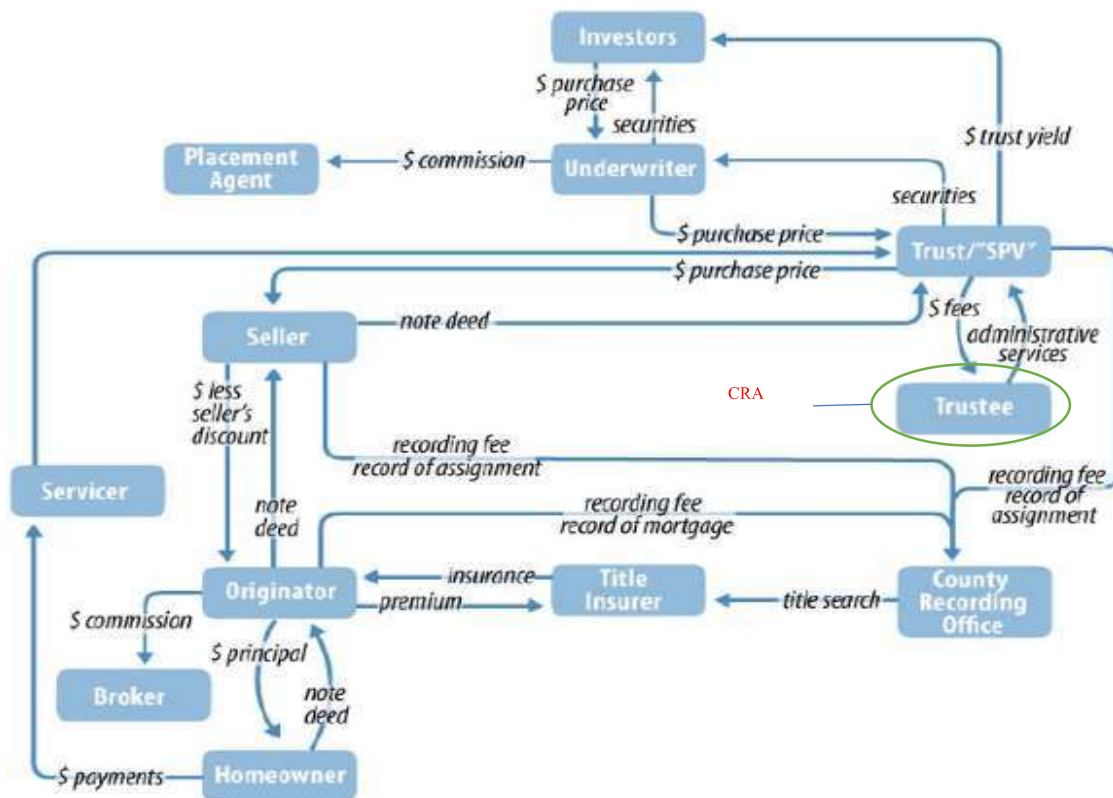 Investors
$ purchase
price
securities
$ trust yield
Placement
Agent
$ commission
Underwriter
securities
$ purchase price
Trust/"SPV"
$ purchase price
Seller
note deed
$ fees
administrative
services
$ less
seller's
discount
CRA
Trustee
recording fee
record of assignment
Servicer
note
deed
recording fee
record of mortgage
recording fee
record of
assignment
Originator
insurance
premium
Title
Insurer
title search
County
Recording
Office
$ commission
$ principal
Broker
note
deed
$ payments
Homeowner